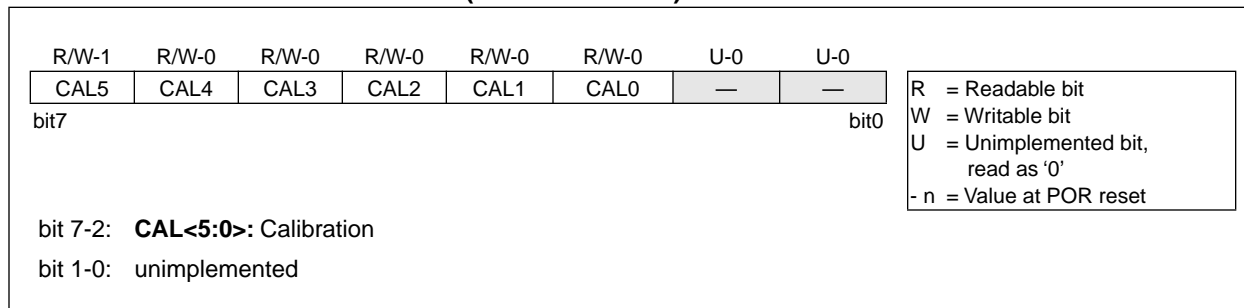 R/W-1 R/W-0 R/W-0 R/W-0 R/W-0 R/W-0 U-0 U-0
CAL5 CAL4 CAL3 CAL2 CAL1 CAL0 — —
bit7 bit0
R = Readable bit
W = Writable bit
U = Unimplemented bit,
read as ‘0’
- n = Value at POR reset
bit 7-2: CAL<5:0>: Calibration
bit 1-0: unimplemented